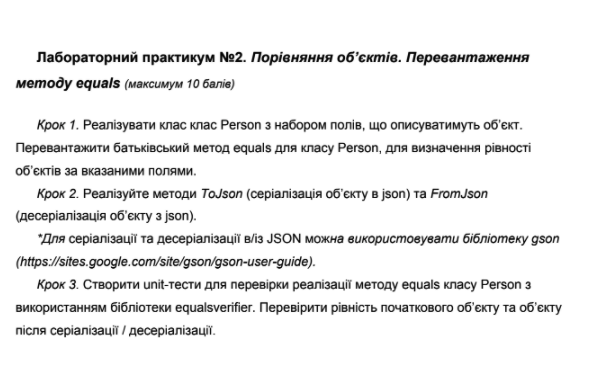 Лабораторний практикум №2. Порівняння об’єктів. Перевантаження
методу equals (максимум 10 балів)
Крок 1. Реалізувати клас клас Person з набором полів, що описуватимуть об’єкт.
Перевантажити батьківський метод equals для класу Person, для визначення рівності
об’єктів за вказаними полями.
Крок 2. Реалізуйте методи ToJson (серіалізація об’єкту в json) та FromJson
(десеріалізація об’єкту з json).
*Для серіалізації та десеріалізації в/із JSON можна використовувати бібліотеку gson
(https://sites.google.com/site/gson/gson-user-guide).
Крок 3. Створити unit-тести для перевірки реалізації методу equals класу Person з
використанням бібліотеки equalsverifier. Перевірити рівність початкового об’єкту та об’єкту
після серіалізації / десеріалізації.